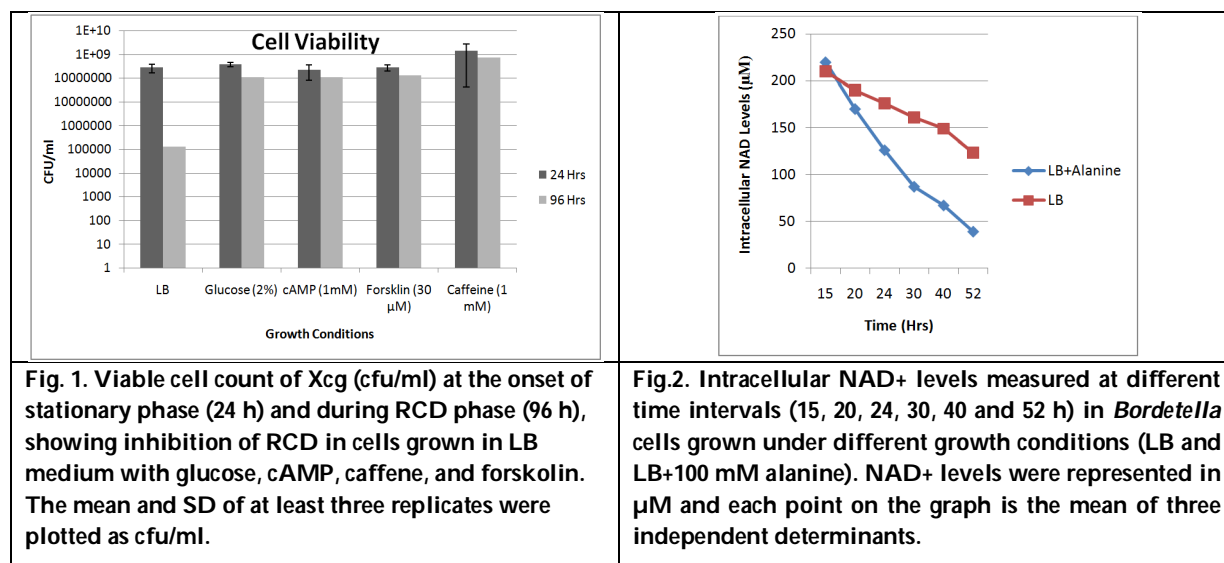 Cell Viability
1E+10
1E+09
10000000
10000000
1000000
100000
10000
1000
100
10
1
CFU/ml
24 Hrs
96 Hrs
LB
Glucose (2%)
cAMP (1mM)
Forsklin (30 µM)
Caffeine (1 mM)
Growth Conditions
250
200
150
100
50
0
Intracellular NAD Levels (µM)
LB+Alanine
LB
15 20 24 30 40 52
Time (Hrs)
Fig. 1. Viable cell count of Xcg (cfu/ml) at the onset of
stationary phase (24 h) and during RCD phase (96 h),
showing inhibition of RCD in cells grown in LB
medium with glucose, cAMP, caffene, and forskolin.
The mean and SD of at least three replicates were
plotted as cfu/ml.
Fig.2. Intracellular NAD+ levels measured at different
time intervals (15, 20, 24, 30, 40 and 52 h) in Bordetella
cells grown under different growth conditions (LB and
LB+100 mM alanine). NAD+ levels were represented in
µM and each point on the graph is the mean of three
independent determinants.